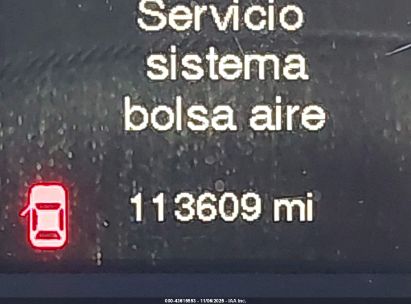 Servicio
sistema
bolsa aire
113609 mi